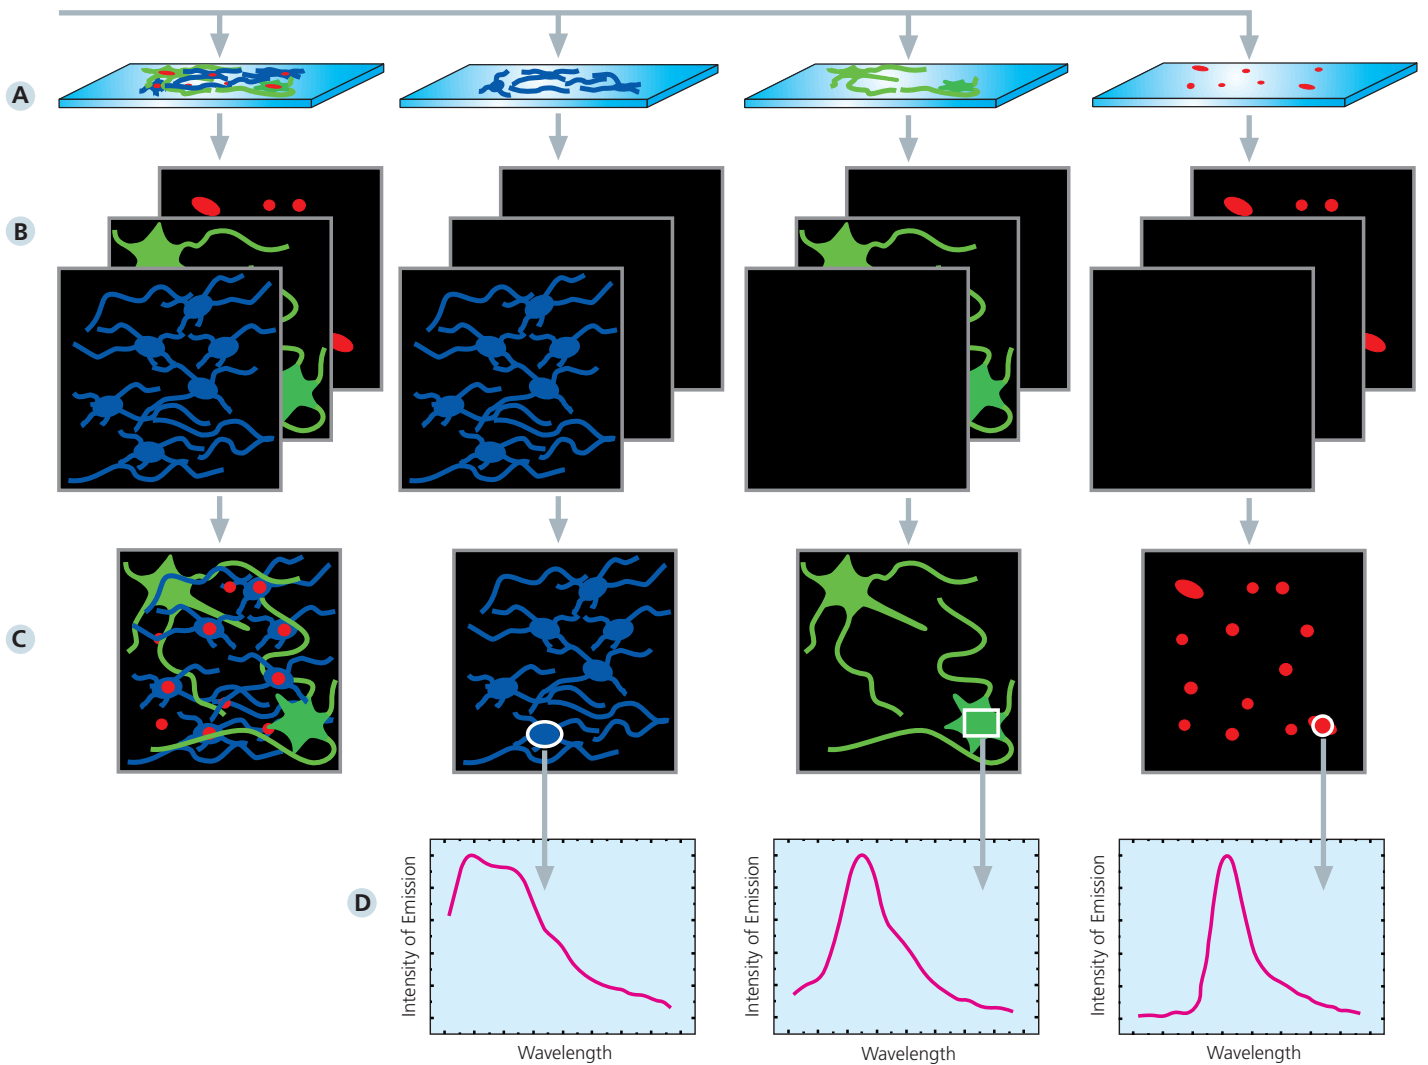 A
B
C
D
Intensity of Emission
Wavelength
Intensity of Emission
Wavelength
Intensity of Emission
Wavelength